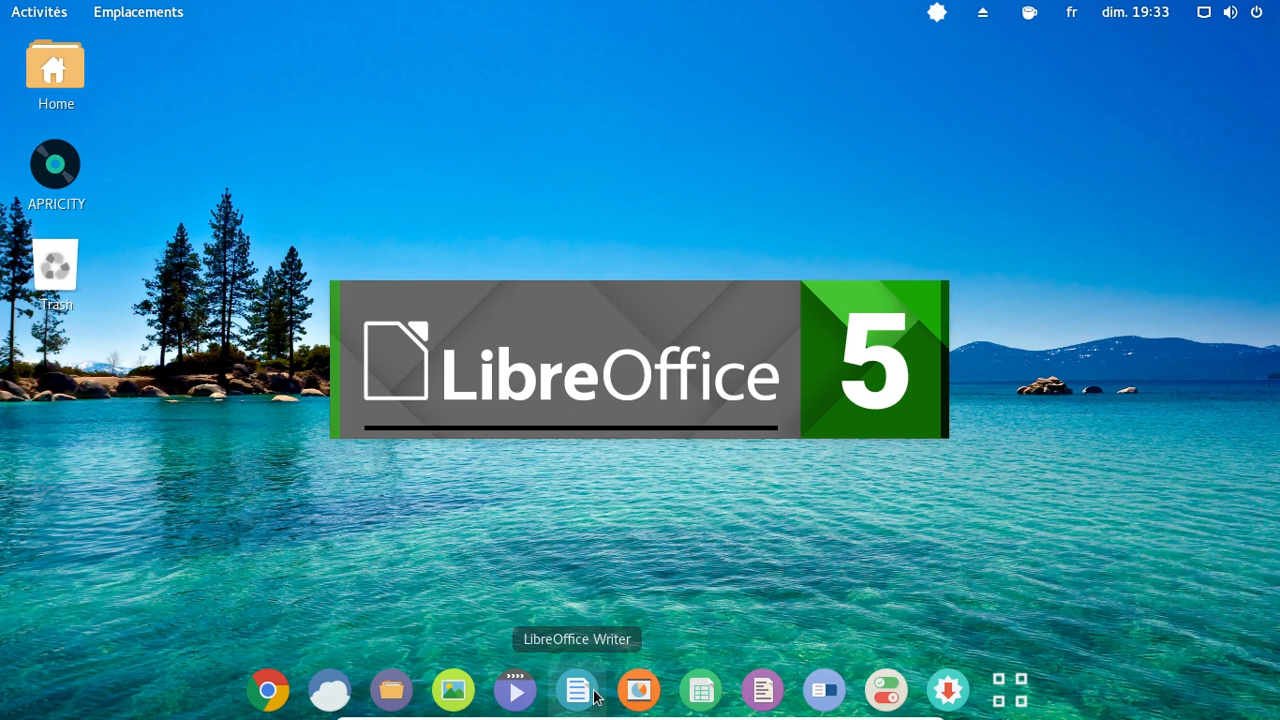 Activités Emplacements fr dim. 19:33
Home
APRICITY
Trash
LibreOffice 5
LibreOffice Writer